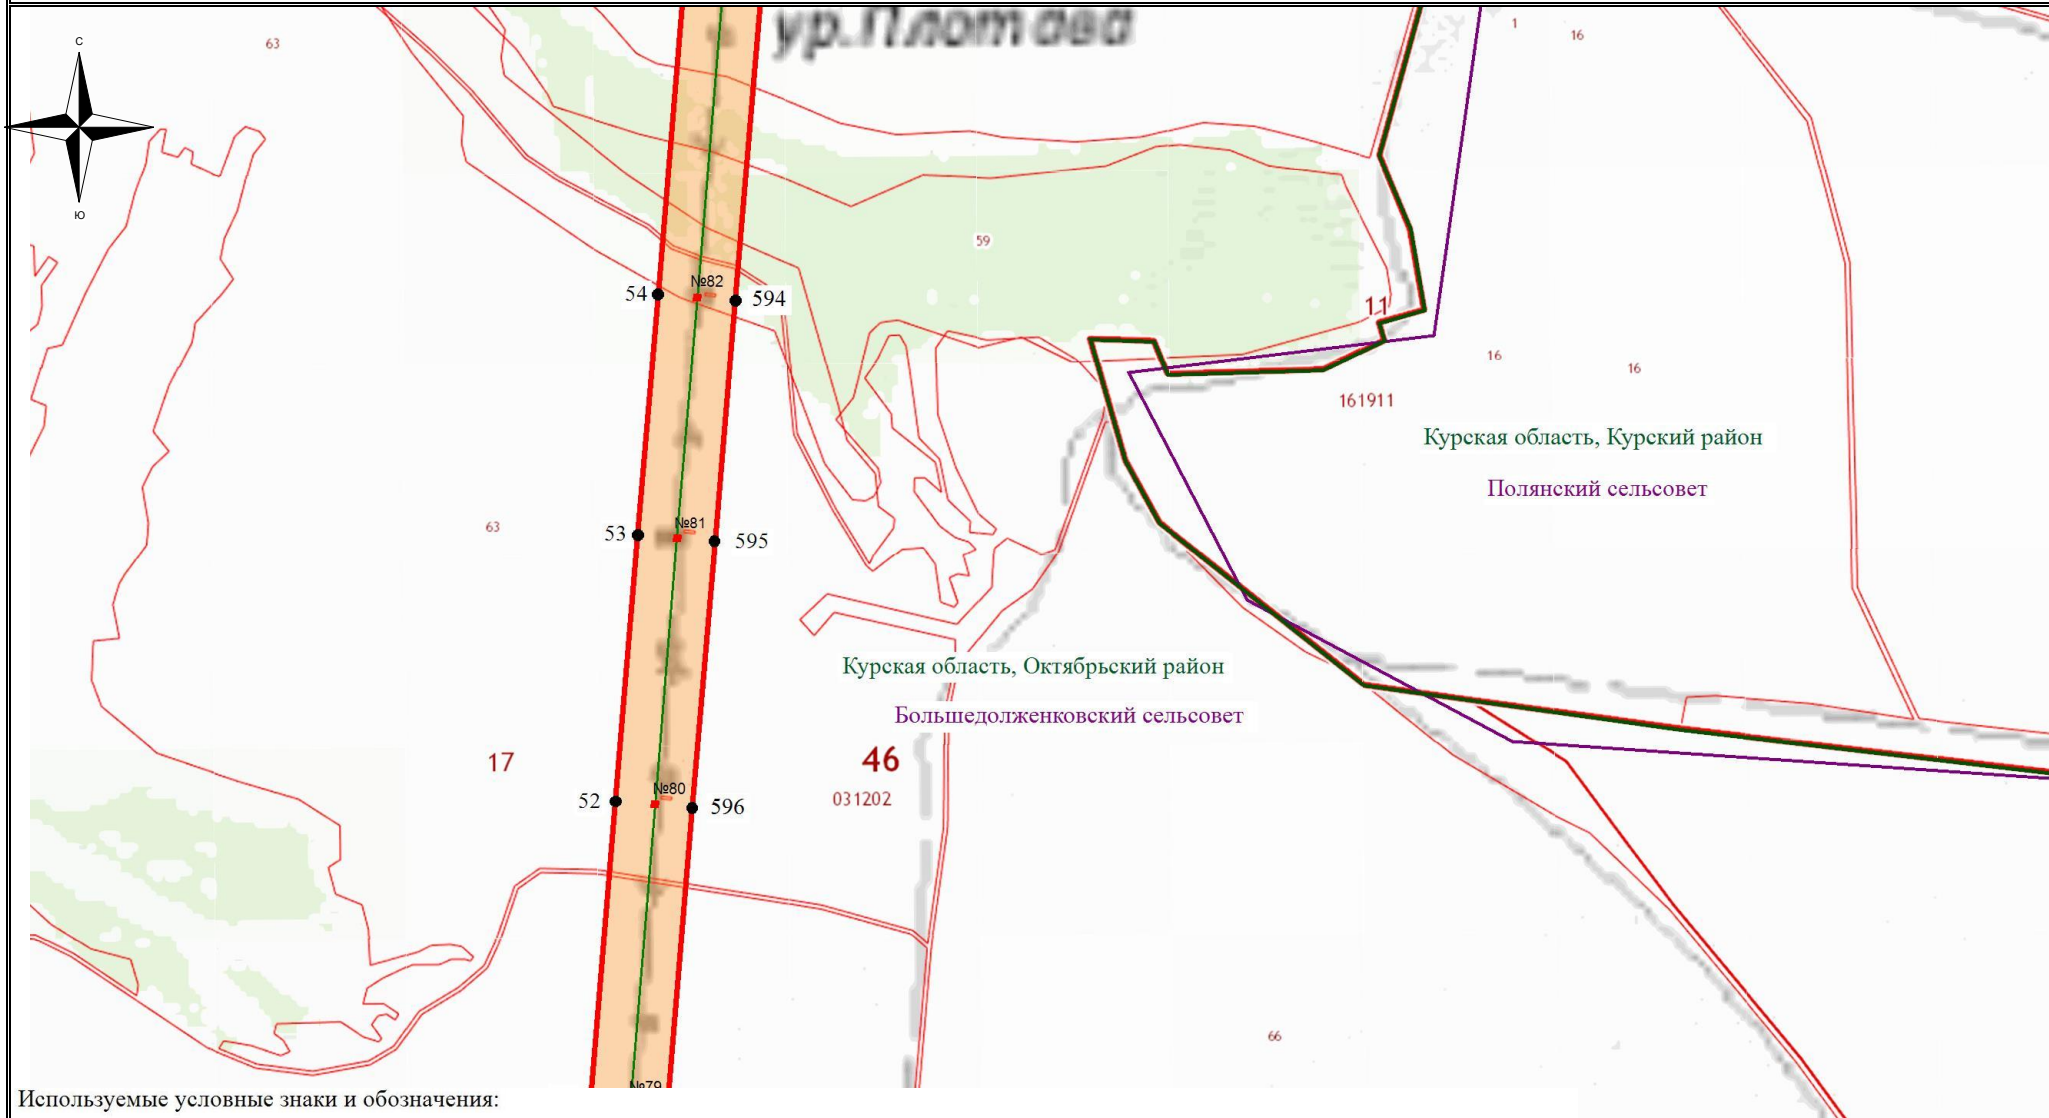 ур.Плотава
1
16
63
С
Ю
59
№82
54
594
11
16
16
161911
Курская область, Курский район
Полянский сельсовет
63
№81
53
595
Курская область, Октябрьский район
Большедолженковский сельсовет
17
46
031202
№80
52
596
66
№79
Используемые условные знаки и обозначения: